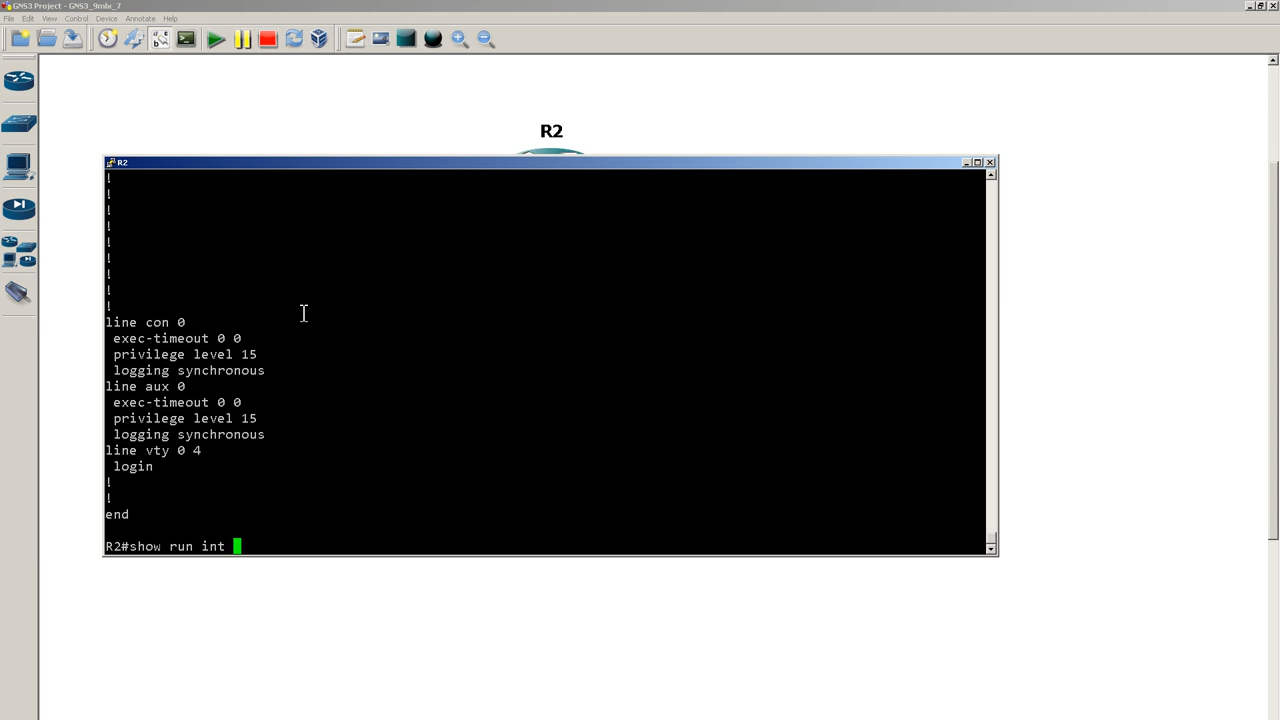 GNS3 Project - GNS3_9mlx_7
File Edit View Control Device Annotate Help
R2
R2
!
!
!
!
!
!
!
!
!
line con 0
 exec-timeout 0 0
 privilege level 15
 logging synchronous
line aux 0
 exec-timeout 0 0
 privilege level 15
 logging synchronous
line vty 0 4
 login
!
!
end
R2#show run int